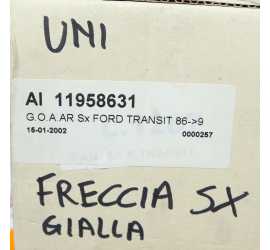 UNI
AI 11958631
G.O.A.AR Sx FORD TRANSIT 86->9
15-01-2002 0000257
FRECCIA SX
GIALLA